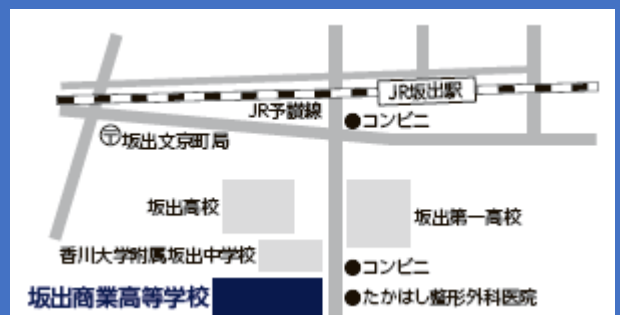 JR坂出駅
JR予讃線
●コンビニ
〒坂出文京町局
坂出高校
坂出第一高校
香川大学附属坂出中学校
●コンビニ
坂出商業高等学校
●たかはし整形外科医院